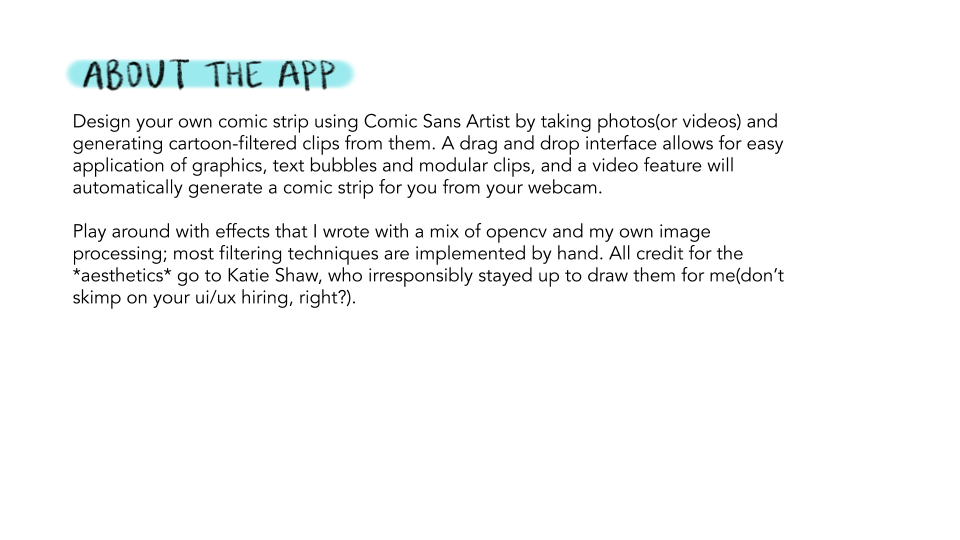 ABOUT THE APP
Design your own comic strip using Comic Sans Artist by taking photos(or videos) and
generating cartoon-filtered clips from them. A drag and drop interface allows for easy
application of graphics, text bubbles and modular clips, and a video feature will
automatically generate a comic strip for you from your webcam.
Play around with effects that I wrote with a mix of opencv and my own image
processing; most filtering techniques are implemented by hand. All credit for the
*aesthetics* go to Katie Shaw, who irresponsibly stayed up to draw them for me(don’t
skimp on your ui/ux hiring, right?).